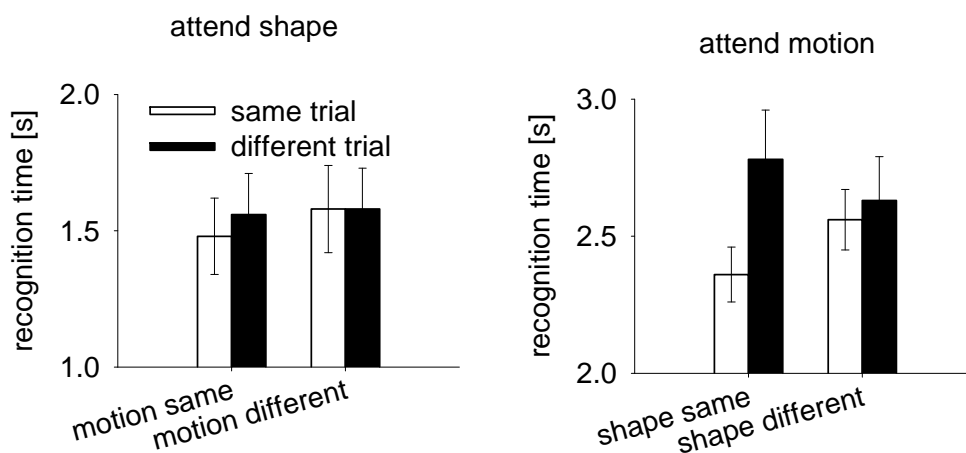 attend shape
recognition time [s]
2.0
1.5
1.0
same trial
different trial
motion same
motion different
attend motion
recognition time [s]
3.0
2.5
2.0
shape same
shape different